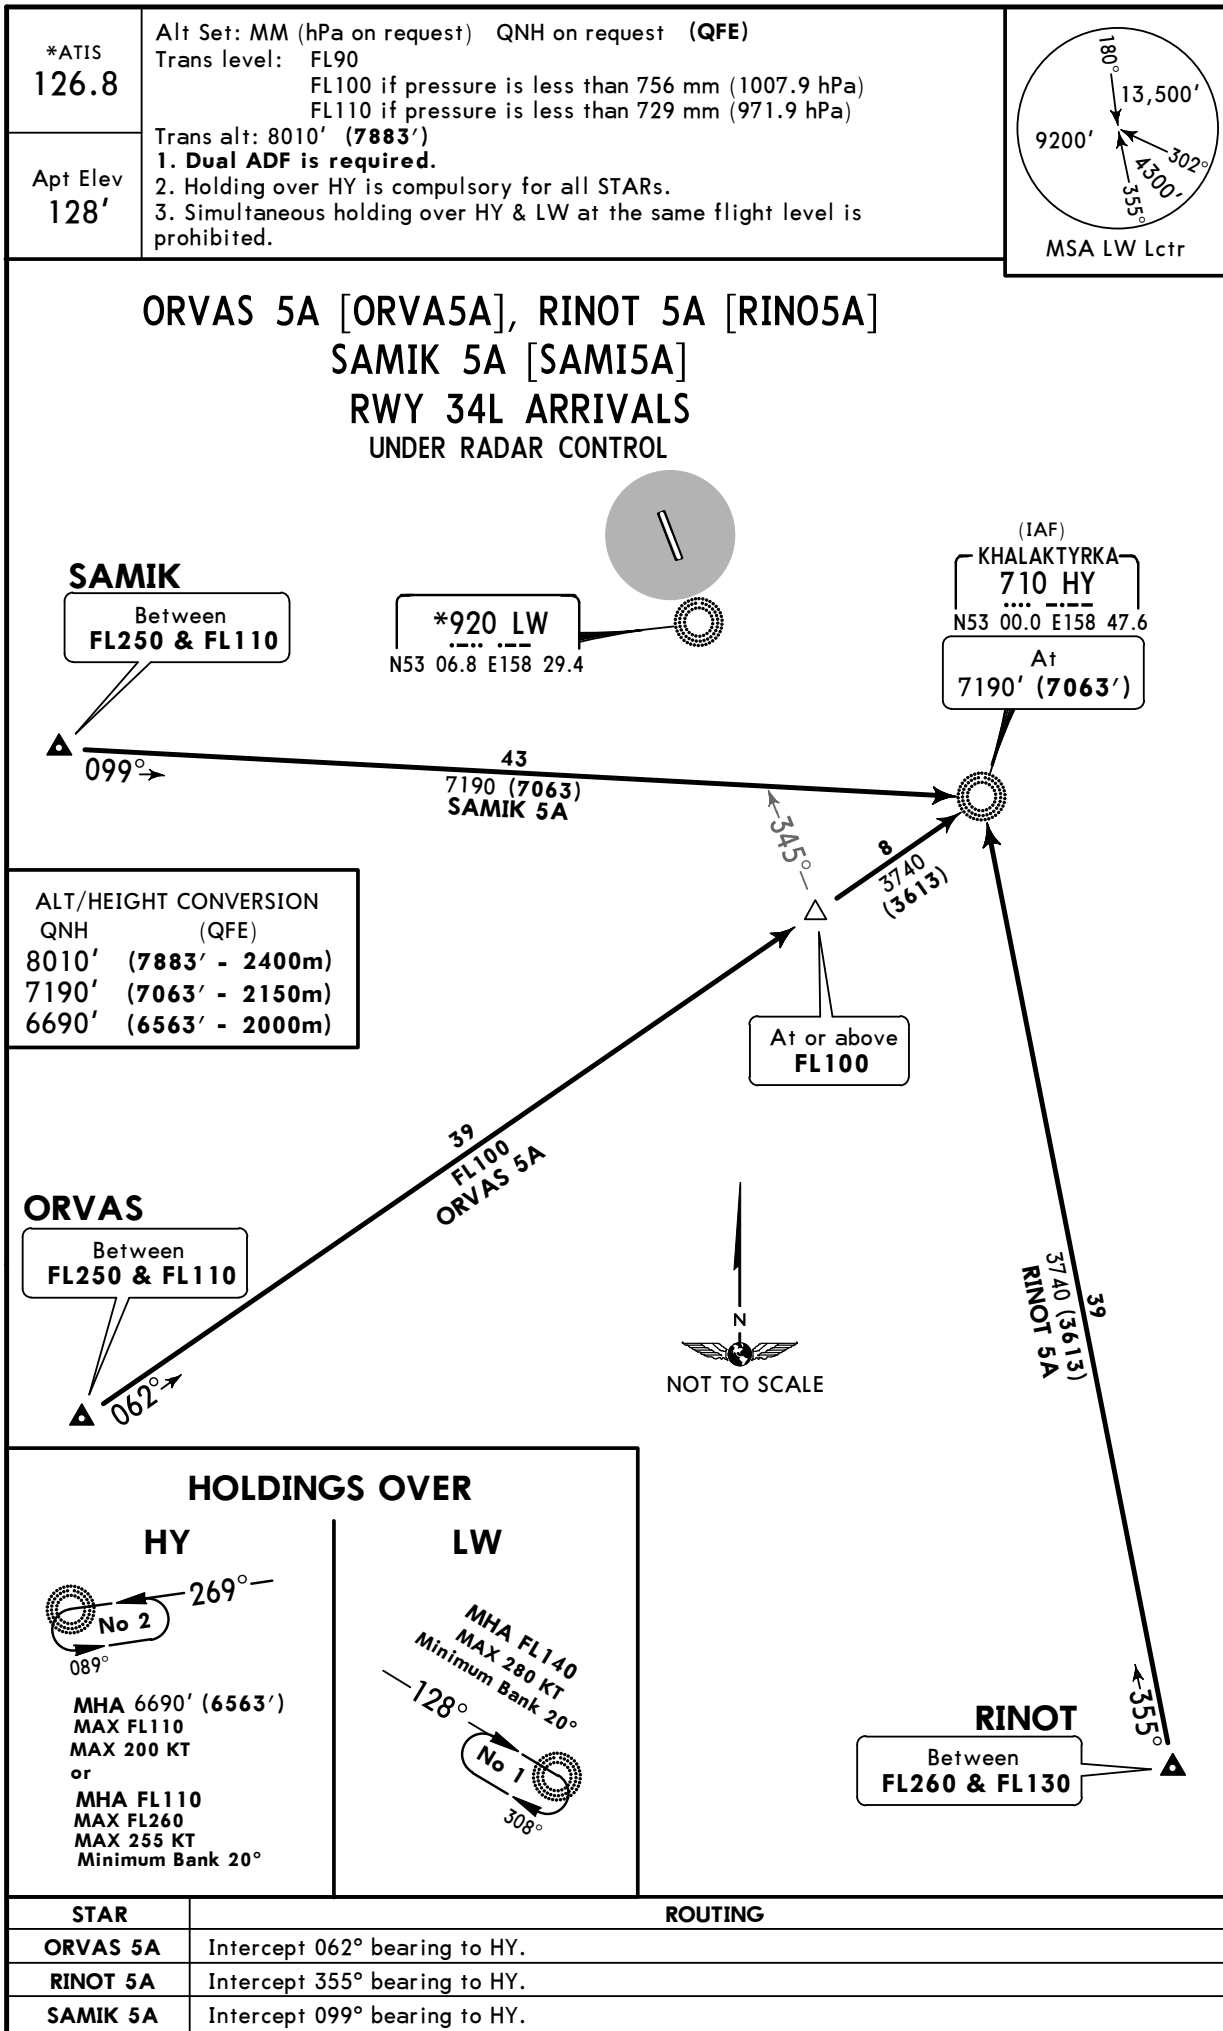 *ATIS
126.8
Apt Elev
128'
Alt Set: MM (hPa on request) QNH on request (QFE)
Trans level: FL90
FL100 if pressure is less than 756 mm (1007.9 hPa)
FL110 if pressure is less than 729 mm (971.9 hPa)
Trans alt: 8010' (7883')
1. Dual ADF is required.
2. Holding over HY is compulsory for all STARs.
3. Simultaneous holding over HY & LW at the same flight level is
prohibited.
180°
13,500'
9200'
302°
4300'
355°
MSA LW Lctr
ORVAS 5A [ORVA5A], RINOT 5A [RINO5A]
SAMIK 5A [SAMI5A]
RWY 34L ARRIVALS
UNDER RADAR CONTROL
SAMIK
Between
FL250 & FL110
*920 LW
N53 06.8 E158 29.4
(IAF)
KHALAKTYRKA
710 HY
N53 00.0 E158 47.6
At
7190' (7063')
099°
43
7190 (7063)
SAMIK 5A
345°
8
3740
(3613)
ALT/HEIGHT CONVERSION
QNH (QFE)
8010' (7883' - 2400m)
7190' (7063' - 2150m)
6690' (6563' - 2000m)
At or above
FL100
39
FL100
ORVAS 5A
ORVAS
Between
FL250 & FL110
062°
N
NOT TO SCALE
39
3740 (3613)
RINOT 5A
355°
RINOT
Between
FL260 & FL130
HOLDINGS OVER
HY
269°
No 2
089°
MHA 6690' (6563')
MAX FL110
MAX 200 KT
or
MHA FL110
MAX FL260
MAX 255 KT
Minimum Bank 20°
LW
MHA FL140
MAX 280 KT
Minimum Bank 20°
128°
No 1
308°
STAR ROUTING
ORVAS 5A Intercept 062° bearing to HY.
RINOT 5A Intercept 355° bearing to HY.
SAMIK 5A Intercept 099° bearing to HY.